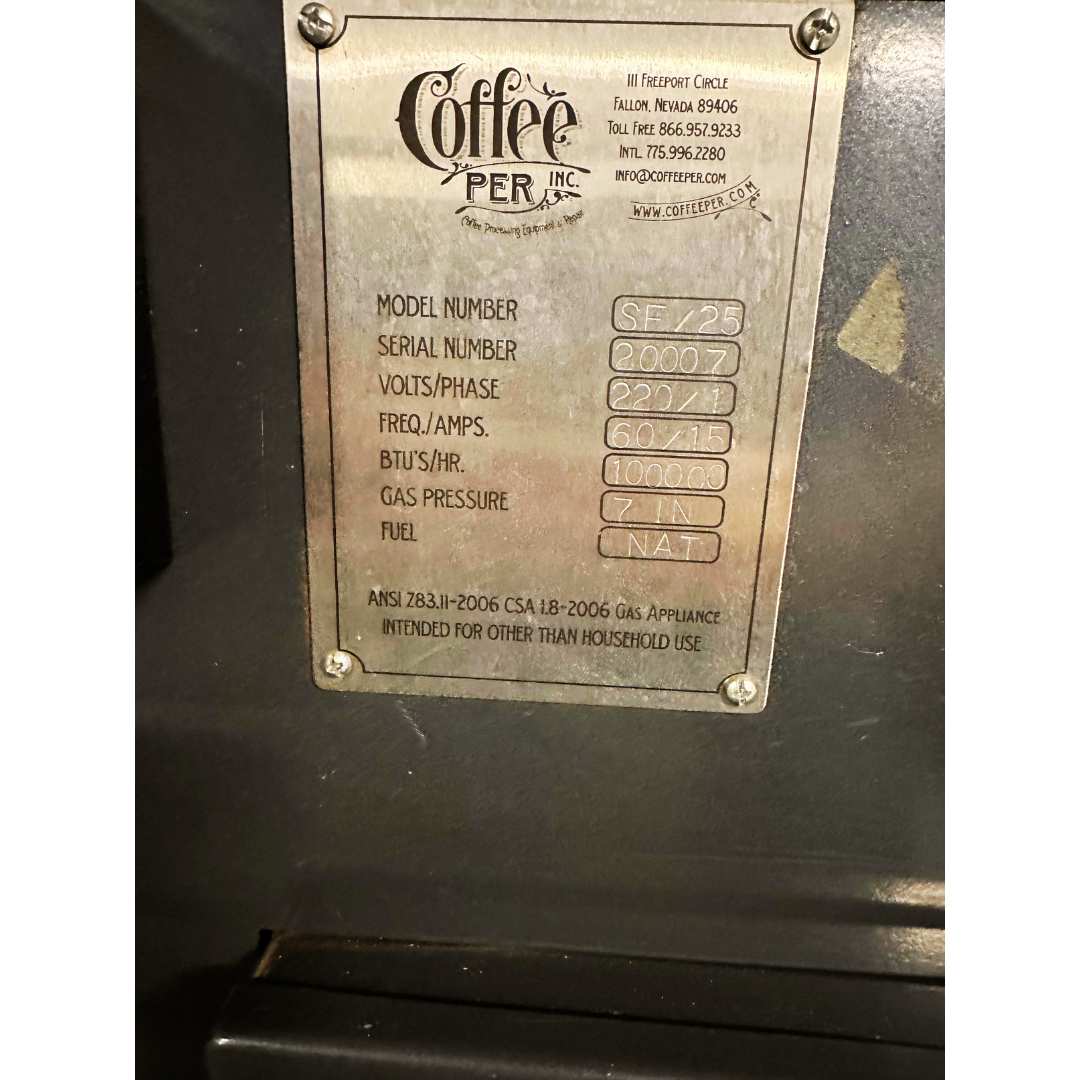 Coffee
PER INC.
Coffee Processing Equipment & Repair
111 FREEPORT CIRCLE
FALLON, NEVADA 89406
TOLL FREE 866.957.9233
INTL. 775.996.2280
INFO@COFFEEPER.COM
WWW.COFFEEPER.COM
MODEL NUMBER SF/25
SERIAL NUMBER 20007
VOLTS/PHASE 220/1
FREQ./AMPS. 60/15
BTU'S/HR. 100000
GAS PRESSURE 7 IN
FUEL NAT
ANSI Z83.11-2006 CSA 1.8-2006 GAS APPLIANCE
INTENDED FOR OTHER THAN HOUSEHOLD USE